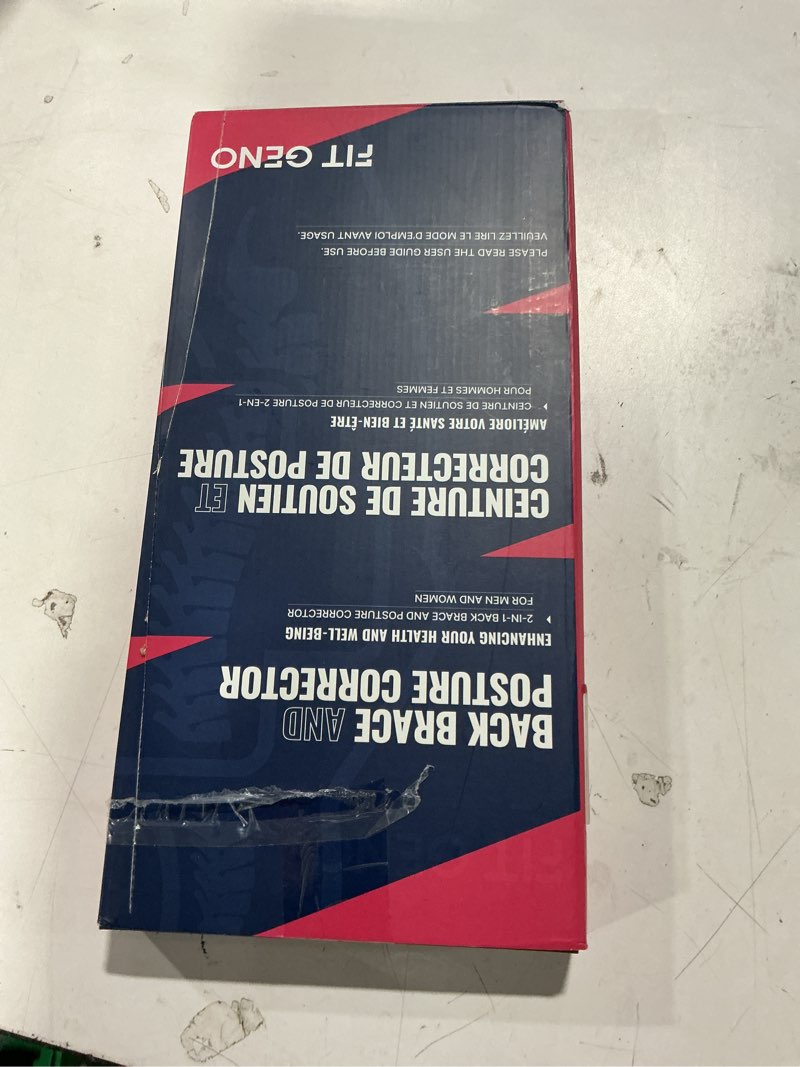 BACK BRACE AND
POSTURE CORRECTOR
ENHANCING YOUR HEALTH AND WELL-BEING
2-IN-1 BACK BRACE AND POSTURE CORRECTOR
FOR MEN AND WOMEN
CEINTURE DE SOUTIEN ET
CORRECTEUR DE POSTURE
AMÉLIORE VOTRE SANTÉ ET BIEN-ÊTRE
CEINTURE DE SOUTIEN ET CORRECTEUR DE POSTURE 2-EN-1
POUR HOMMES ET FEMMES
PLEASE READ THE USER GUIDE BEFORE USE.
VEUILLEZ LIRE LE MODE D'EMPLOI AVANT USAGE.
FIT GENO